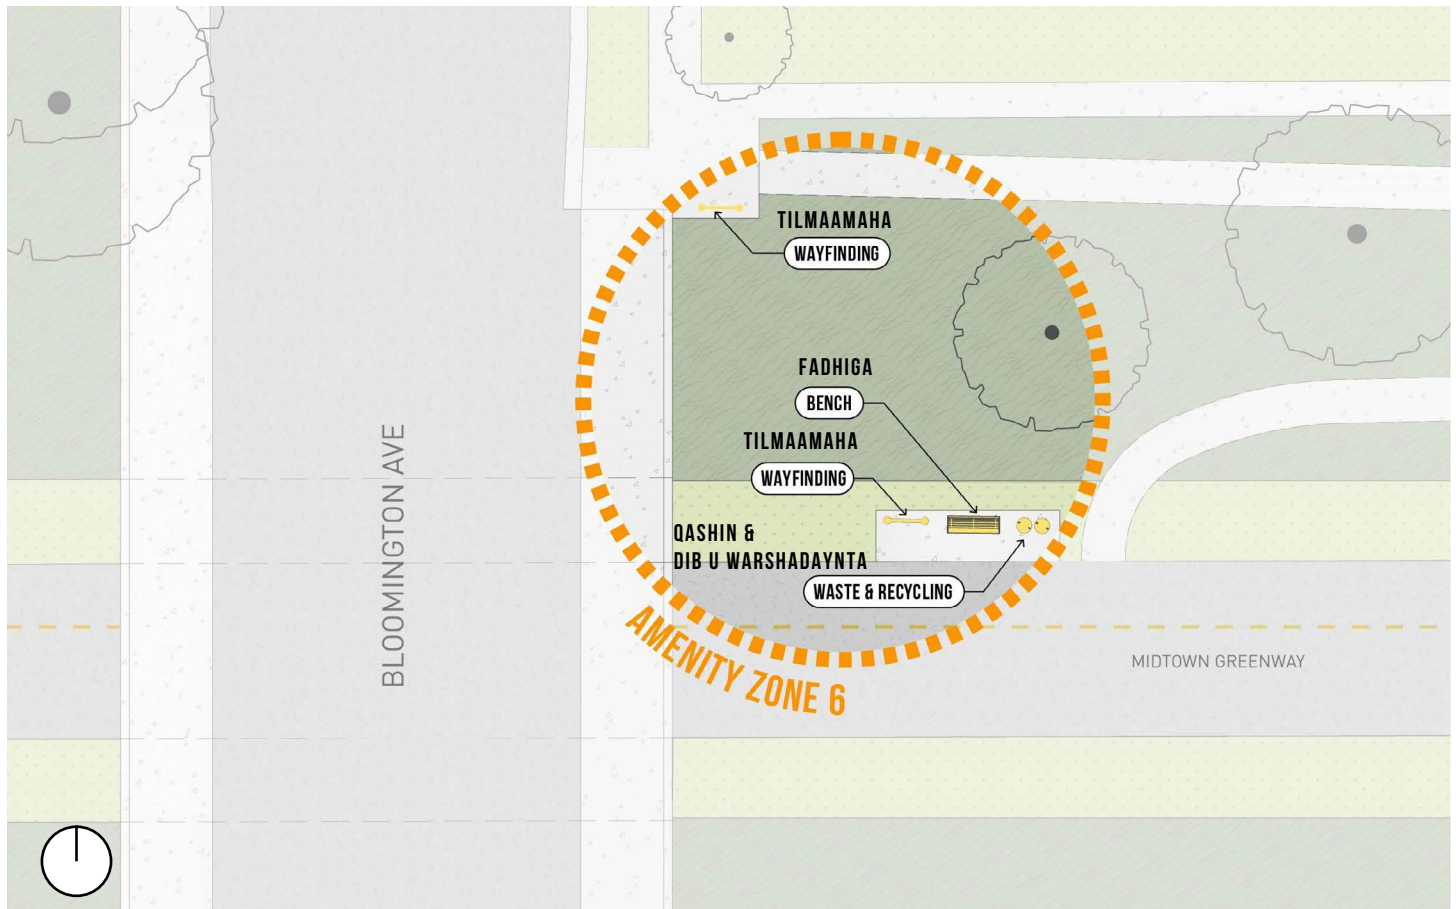 TILMAAMAHA
WAYFINDING
FADHIGA
BENCH
TILMAAMAHA
WAYFINDING
QASHIN &
DIB U WARSHADAYNTA
WASTE & RECYCLING
AMENITY ZONE 6
BLOOMINGTON AVE
MIDTOWN GREENWAY